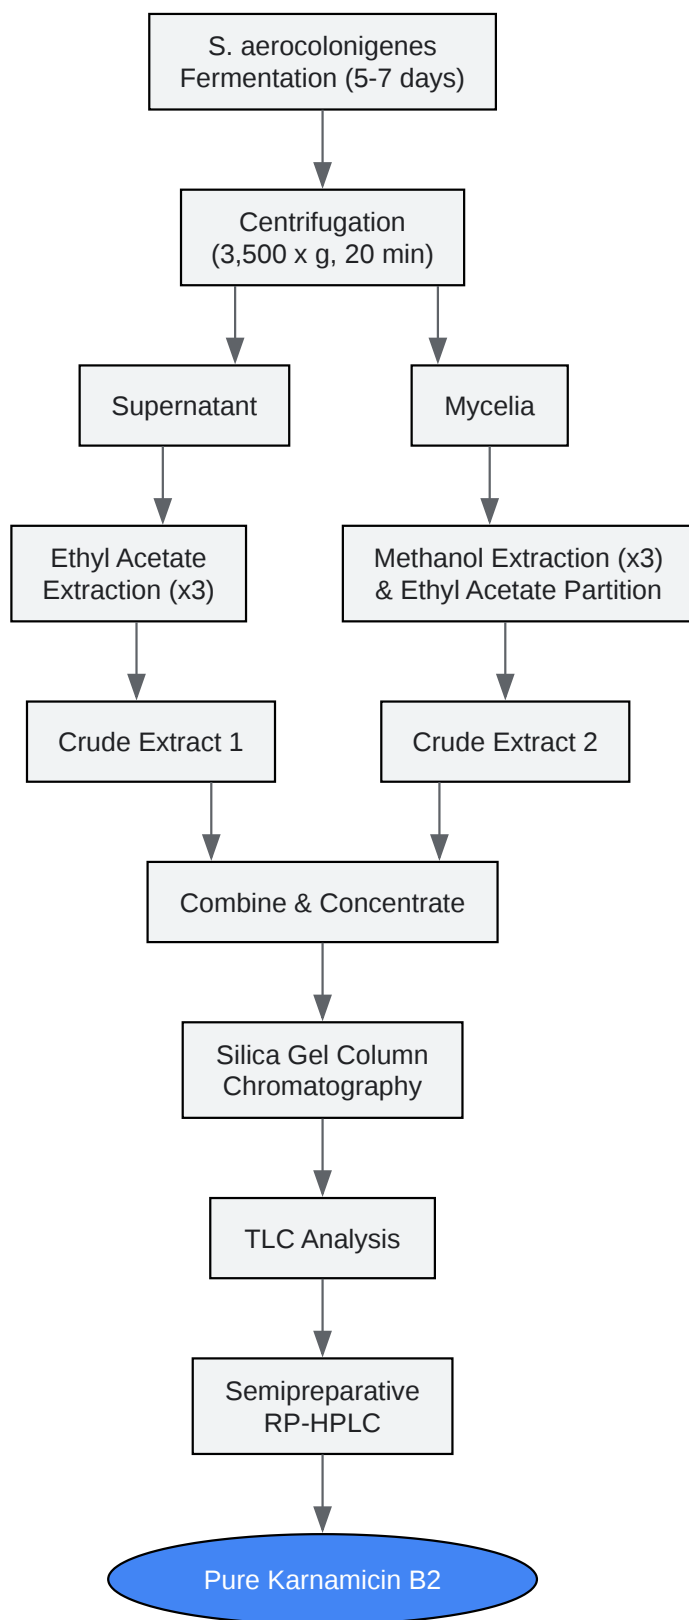 S. aerocolonigenes
Fermentation (5-7 days)
Centrifugation
(3,500 x g, 20 min)
Supernatant
Mycelia
Ethyl Acetate
Extraction (x3)
Methanol Extraction (x3)
& Ethyl Acetate Partition
Crude Extract 1
Crude Extract 2
Combine & Concentrate
Silica Gel Column
Chromatography
TLC Analysis
Semipreparative
RP-HPLC
Pure Karnamicin B2